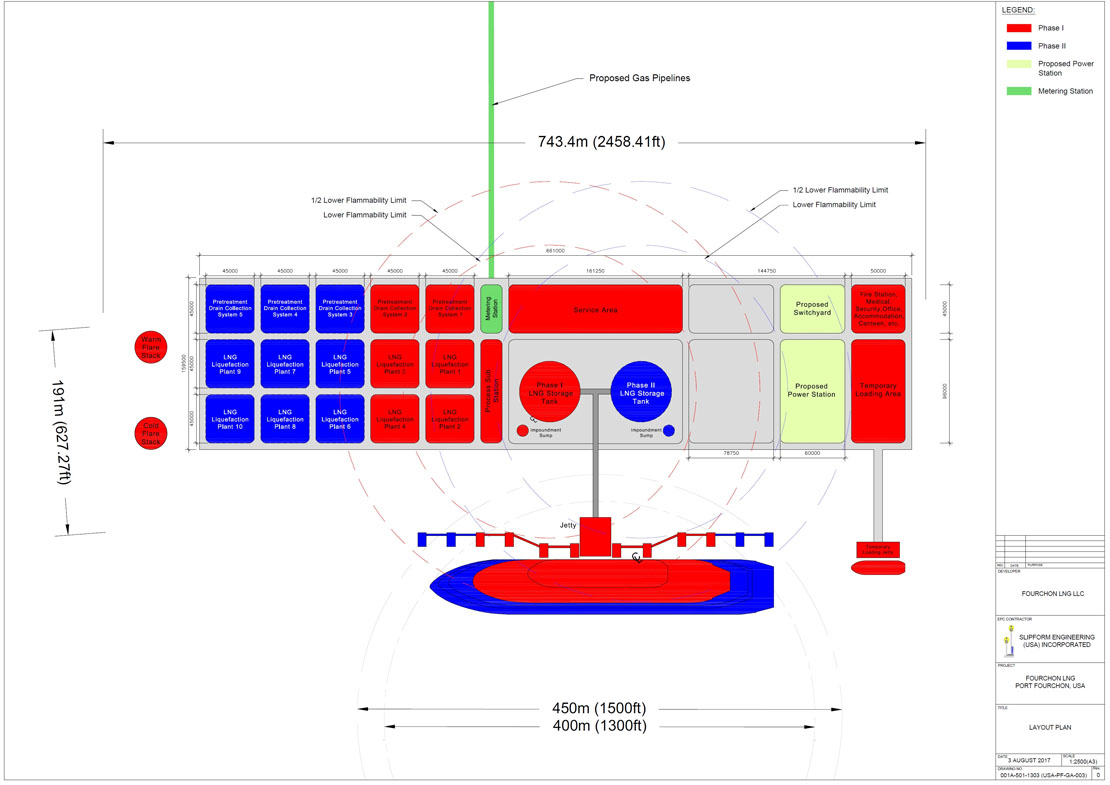 LEGEND:
Phase I
Phase II
Proposed Power
Station
Metering Station
Proposed Gas Pipelines
743.4m (2458.41ft)
1/2 Lower Flammability Limit
Lower Flammability Limit
1/2 Lower Flammability Limit
Lower Flammability Limit
661000
45000
45000
45000
45000
45000
161250
144750
50000
45000
Pretreatment
Drain Collection
System 5
Pretreatment
Drain Collection
System 4
Pretreatment
Drain Collection
System 3
Pretreatment
Drain Collection
System 2
Pretreatment
Drain Collection
System 1
Metering
Station
Service Area
Proposed
Switchyard
Fire Station,
Medical,
Security,Office,
Accommodation,
Canteen, etc
45000
Warm
Flare
Stack
159500
45000
LNG
Liquefaction
Plant 9
LNG
Liquefaction
Plant 7
LNG
Liquefaction
Plant 5
LNG
Liquefaction
Plant 3
LNG
Liquefaction
Plant 1
Process Sub
Station
Phase I
LNG Storage
Tank
Phase II
LNG Storage
Tank
Proposed
Power Station
Temporary
Loading Area
191m (627.27ft)
Cold
Flare
Stack
45000
LNG
Liquefaction
Plant 10
LNG
Liquefaction
Plant 8
LNG
Liquefaction
Plant 6
LNG
Liquefaction
Plant 4
LNG
Liquefaction
Plant 2
Impoundment
Sump
Impoundment
Sump
78750
60000
Jetty
Temporary
Loading Jetty
450m (1500ft)
400m (1300ft)
REV.
DATE
PURPOSE
DEVELOPER
FOURCHON LNG LLC
EPC CONTRACTOR
SLIPFORM ENGINEERING
(USA) INCORPORATED
PROJECT
FOURCHON LNG
PORT FOURCHON, USA
TITLE
LAYOUT PLAN
DATE
3 AUGUST 2017
SCALE
1:2500(A3)
DRAWING NO.
001A-501-1303 (USA-PF-GA-003)
Rev.
0